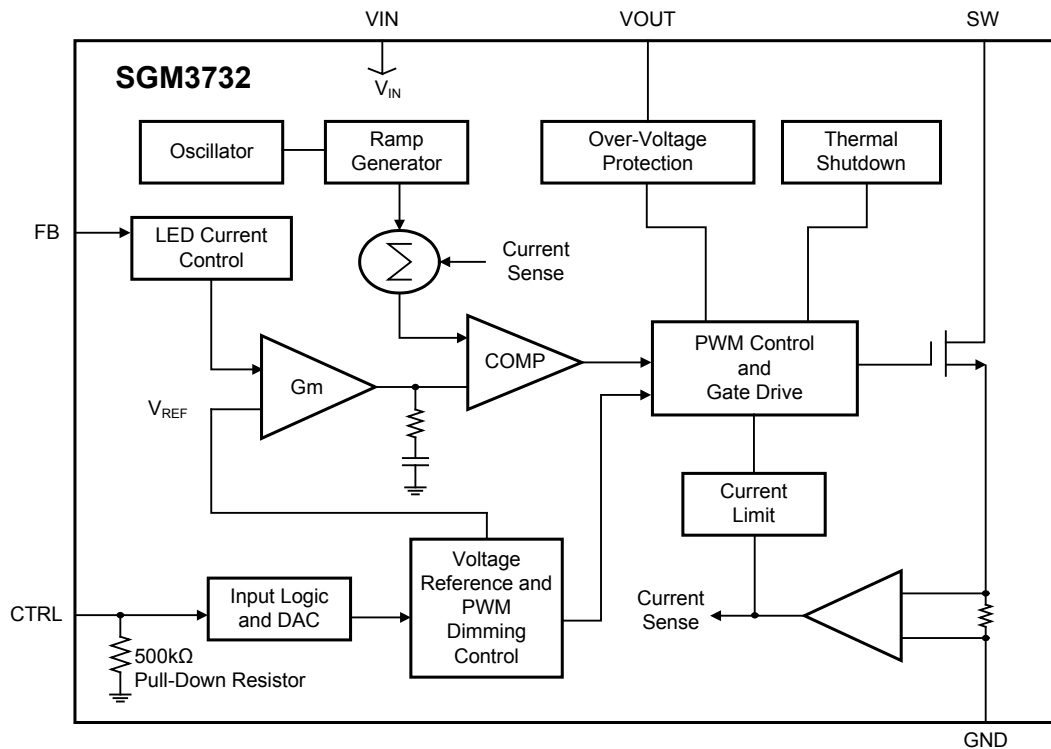 VIN
VOUT
SW
SGM3732
VIN
Oscillator
Ramp
Generator
Over-Voltage
Protection
Thermal
Shutdown
FB
LED Current
Control
Σ
Current
Sense
Gm
COMP
PWM Control
and
Gate Drive
VREF
Current
Limit
Voltage
Reference and
PWM
Dimming
Control
CTRL
Input Logic
and DAC
Current
Sense
500kΩ
Pull-Down Resistor
GND